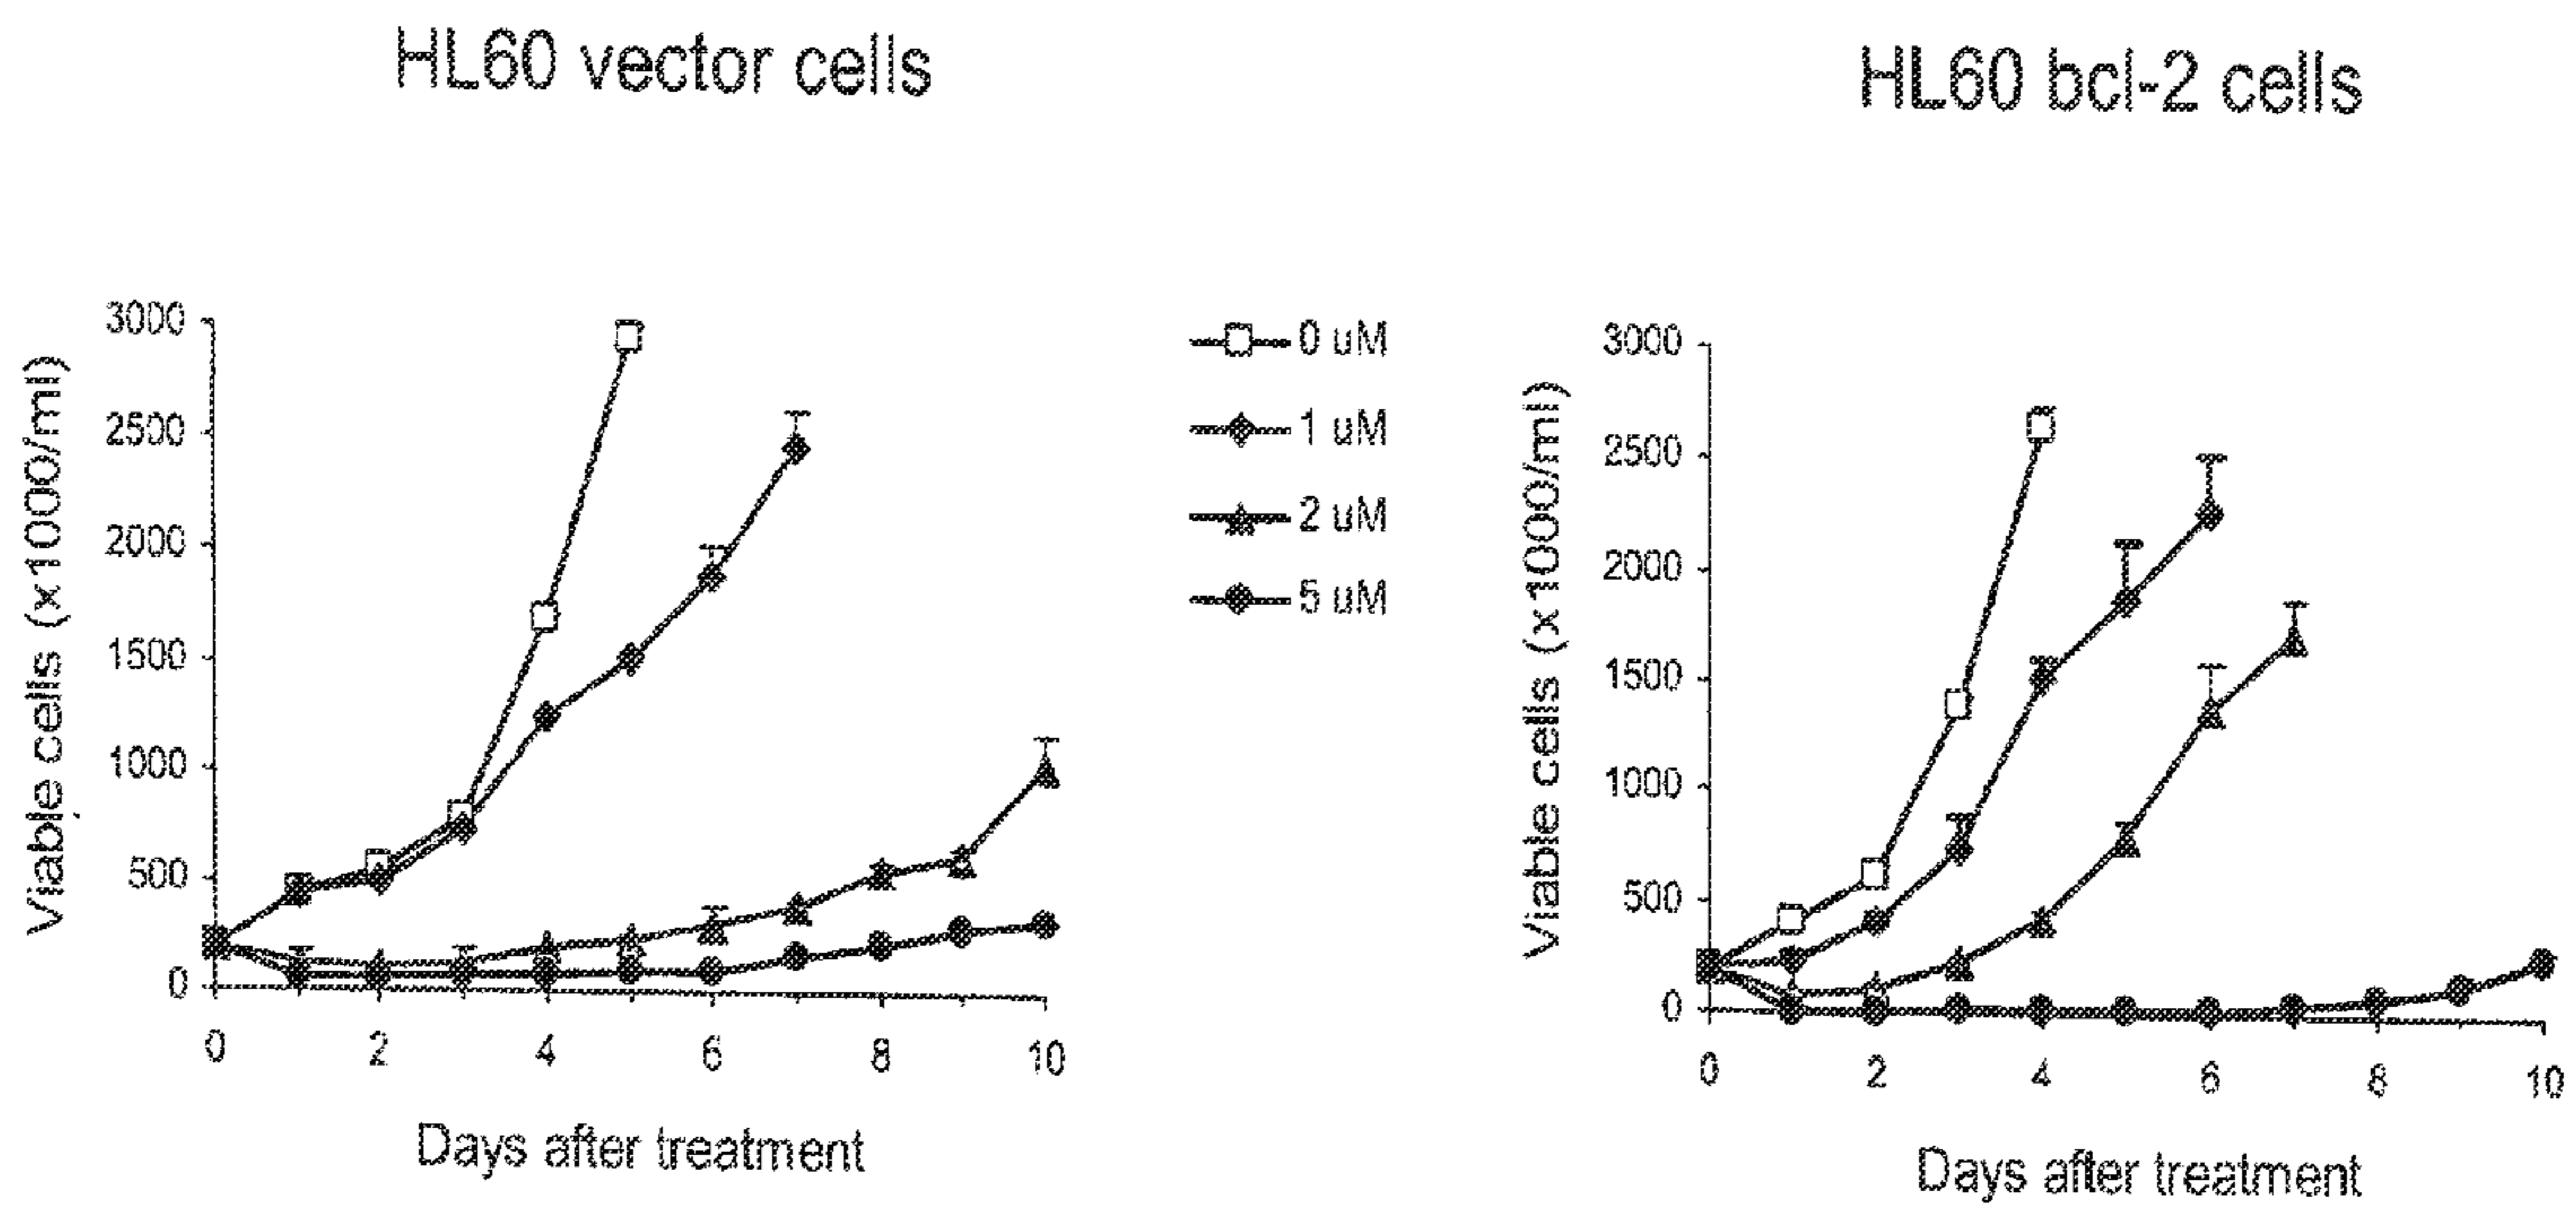 HL60 vector cells
HL60 bcl-2 cells
Viable cells (x1000/ml)
3000
2500
2000
1500
1000
500
0
0 2 4 6 8 10
Days after treatment
0 uM
1 uM
2 uM
5 uM
Viable cells (x1000/ml)
3000
2500
2000
1500
1000
500
0
0 2 4 6 8 10
Days after treatment